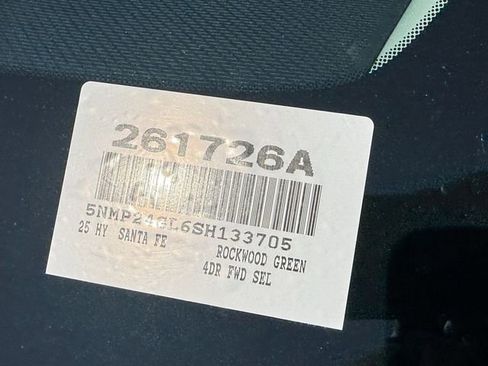 261726A
5NMP24GL6SH133705
25 HY SANTA FE ROCKWOOD GREEN
4DR FWD SEL